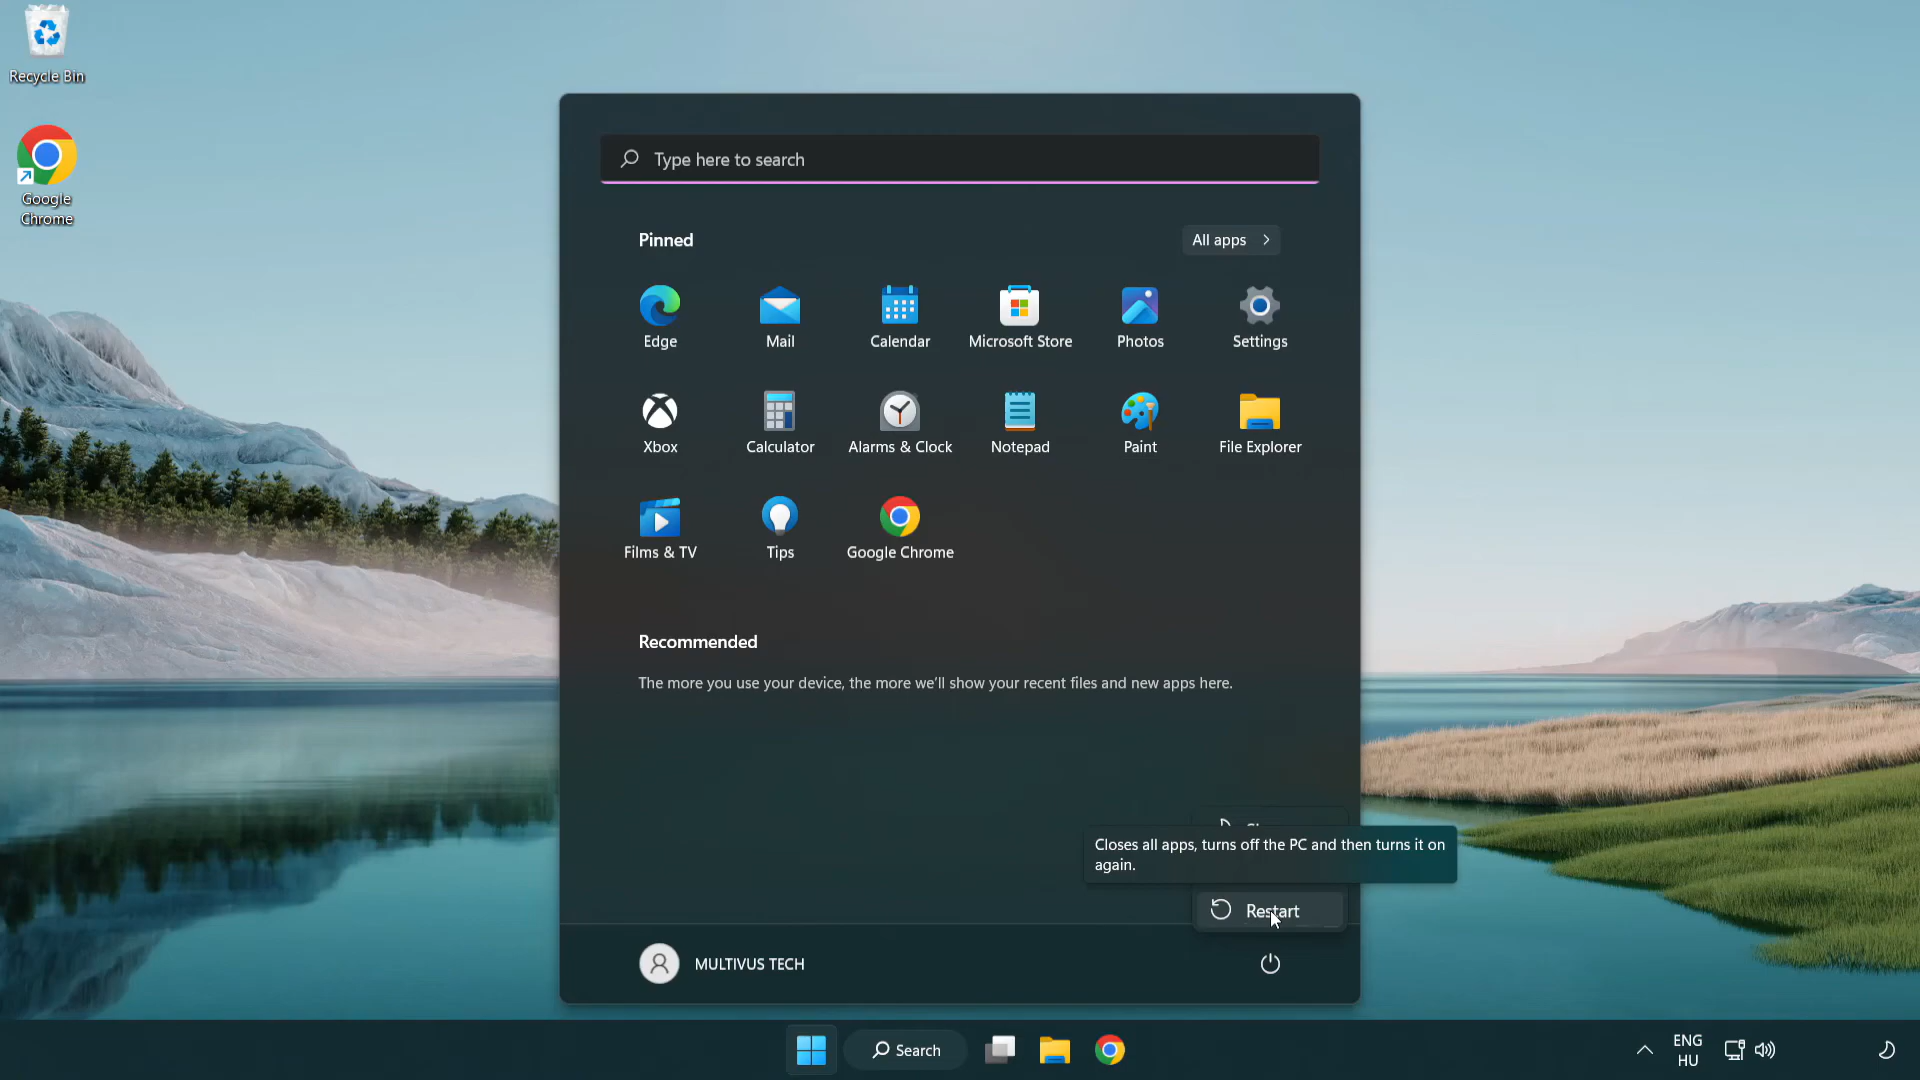 Recycle Bin
Google
Chrome
Type here to search
Pinned
All apps
Edge
Mail
Calendar
Microsoft Store
Photos
Settings
Xbox
Calculator
Alarms & Clock
Notepad
Paint
File Explorer
Films & TV
Tips
Google Chrome
Recommended
The more you use your device, the more we'll show your recent files and new apps here.
Closes all apps, turns off the PC and then turns it on
again.
Restart
MULTIVUS TECH
Search
ENG
HU